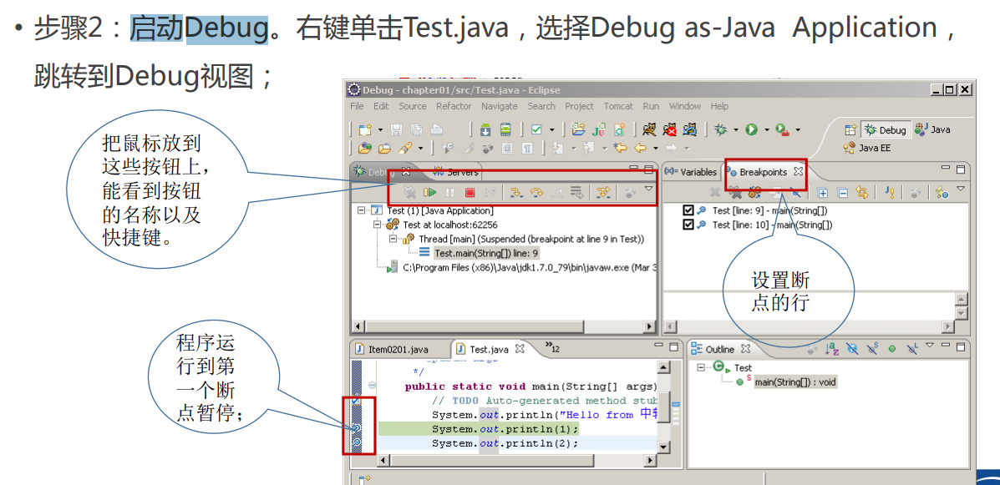 • 步骤2：启动Debug。右键单击Test.java，选择Debug as-Java Application，
跳转到Debug视图；
Debug - chapter01/src/Test.java - Eclipse
File Edit Source Refactor Navigate Search Project Tomcat Run Window Help
Debug Java
Java EE
把鼠标放到
这些按钮上，
能看到按钮
的名称以及
快捷键。
Debug Servers
Test (1) [Java Application]
Test at localhost:62256
Thread [main] (Suspended (breakpoint at line 9 in Test))
Test.main(String[]) line: 9
C:\Program Files (x86)\Java\jdk1.7.0_79\bin\javaw.exe (Mar 3
(x)= Variables Breakpoints
Test [line: 9] - main(String[])
Test [line: 10] - main(String[])
设置断
点的行
程序运
行到第
一个断
点暂停；
Item0201.java Test.java »12
*/
public static void main(String[] args)
// TODO Auto-generated method stub
System.out.println("Hello from 中软
System.out.println(1);
System.out.println(2);
Outline
Test
main(String[]) : void